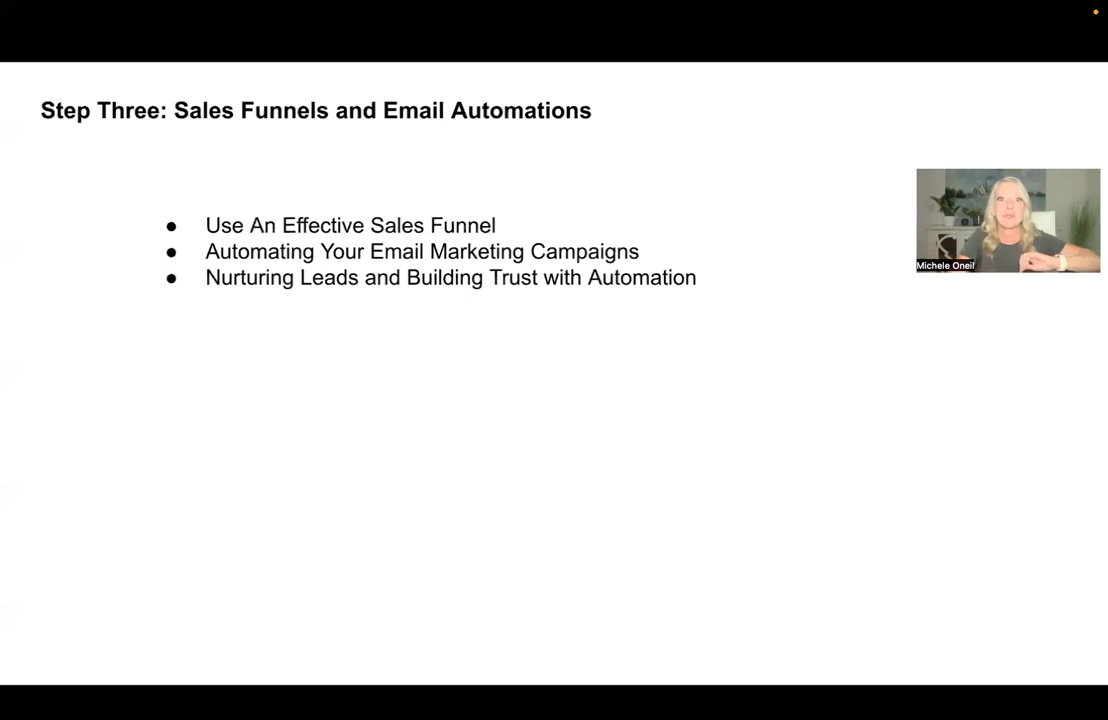 Step Three: Sales Funnels and Email Automations
● Use An Effective Sales Funnel
● Automating Your Email Marketing Campaigns
● Nurturing Leads and Building Trust with Automation
Michele Oneil